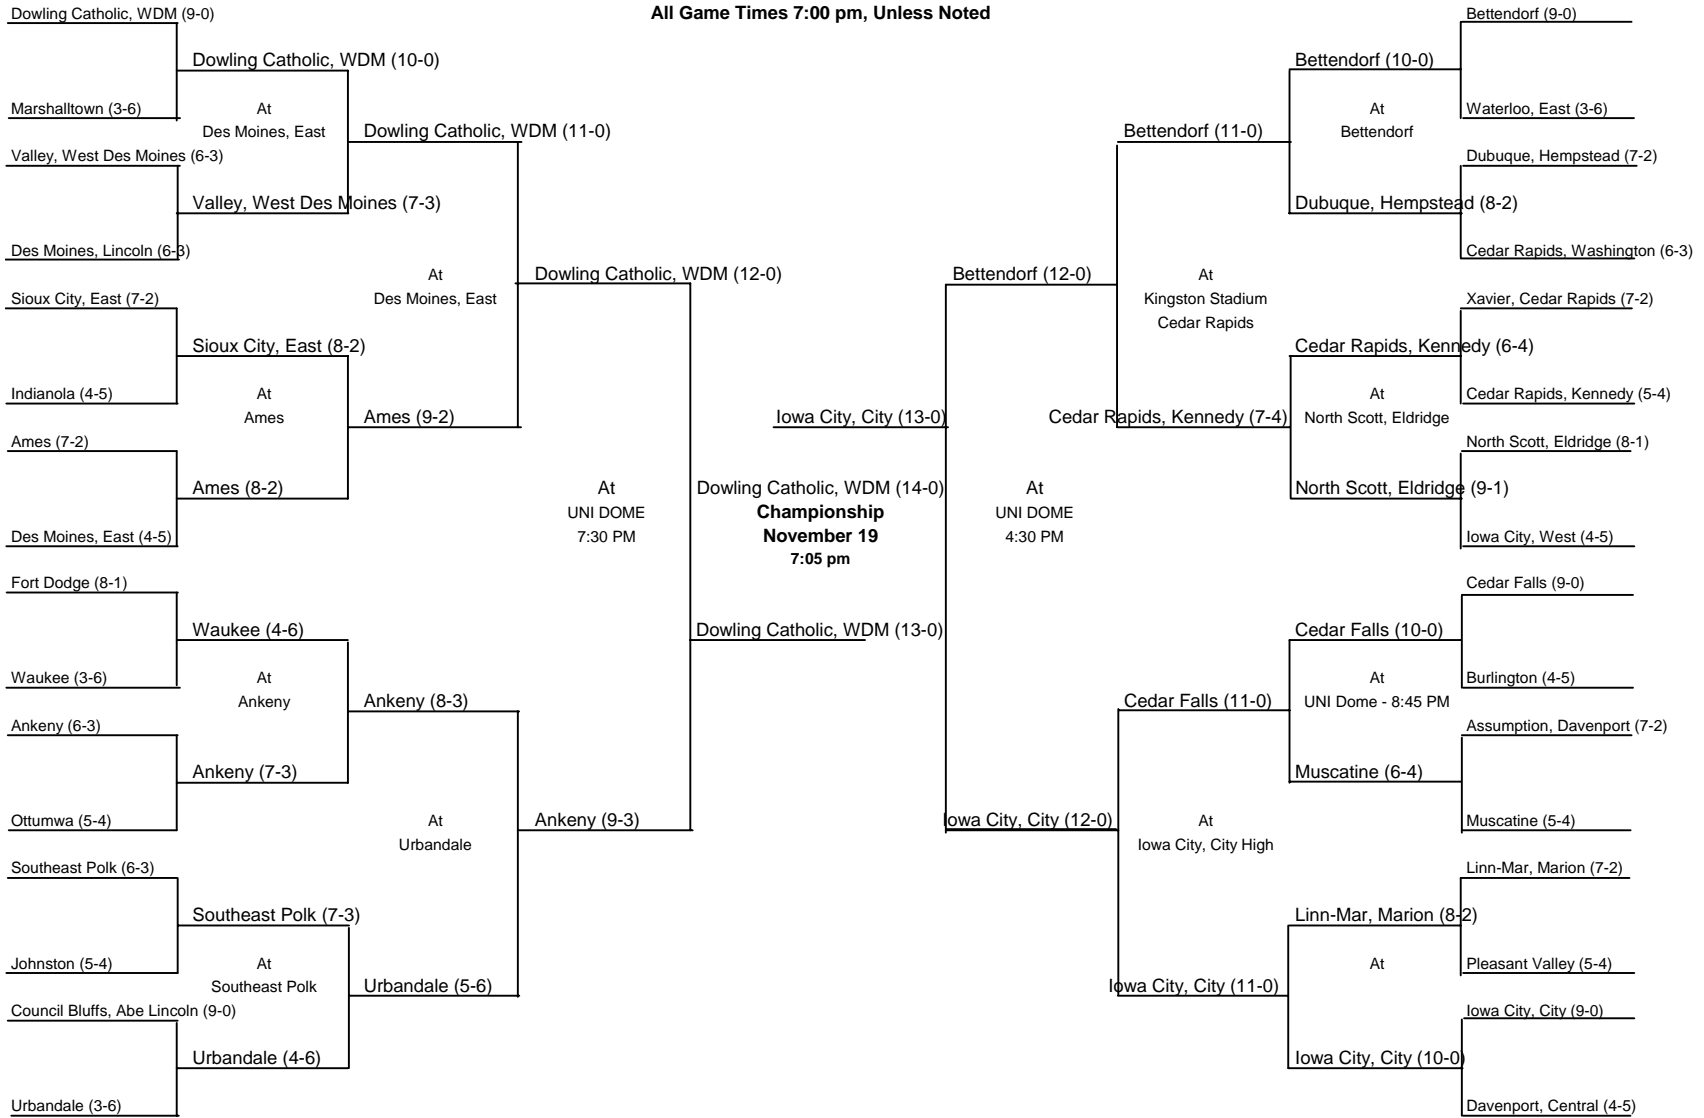 All Game Times 7:00 pm, Unless Noted
Dowling Catholic, WDM (9-0)
Dowling Catholic, WDM (10-0)
Marshalltown (3-6)
At
Des Moines, East
Dowling Catholic, WDM (11-0)
Valley, West Des Moines (6-3)
Valley, West Des Moines (7-3)
Des Moines, Lincoln (6-3)
At
Des Moines, East
Dowling Catholic, WDM (12-0)
Sioux City, East (7-2)
Sioux City, East (8-2)
Indianola (4-5)
At
Ames
Ames (9-2)
Ames (7-2)
Ames (8-2)
Des Moines, East (4-5)
At
UNI DOME
7:30 PM
Fort Dodge (8-1)
Waukee (4-6)
Waukee (3-6)
At
Ankeny
Ankeny (8-3)
Ankeny (6-3)
Ankeny (7-3)
Ottumwa (5-4)
At
Urbandale
Ankeny (9-3)
Southeast Polk (6-3)
Southeast Polk (7-3)
Johnston (5-4)
At
Southeast Polk
Urbandale (5-6)
Council Bluffs, Abe Lincoln (9-0)
Urbandale (4-6)
Urbandale (3-6)
Iowa City, City (13-0)
Dowling Catholic, WDM (14-0)
Championship
November 19
7:05 pm
Dowling Catholic, WDM (13-0)
Bettendorf (9-0)
Bettendorf (10-0)
Waterloo, East (3-6)
At
Bettendorf
Bettendorf (11-0)
Dubuque, Hempstead (7-2)
Dubuque, Hempstead (8-2)
Cedar Rapids, Washington (6-3)
Bettendorf (12-0)
At
Kingston Stadium
Cedar Rapids
Xavier, Cedar Rapids (7-2)
Cedar Rapids, Kennedy (6-4)
Cedar Rapids, Kennedy (5-4)
At
North Scott, Eldridge
Cedar Rapids, Kennedy (7-4)
North Scott, Eldridge (8-1)
North Scott, Eldridge (9-1)
Iowa City, West (4-5)
At
UNI DOME
4:30 PM
Cedar Falls (9-0)
Cedar Falls (10-0)
Burlington (4-5)
At
UNI Dome - 8:45 PM
Cedar Falls (11-0)
Assumption, Davenport (7-2)
Muscatine (6-4)
Muscatine (5-4)
Iowa City, City (12-0)
At
Iowa City, City High
Linn-Mar, Marion (7-2)
Linn-Mar, Marion (8-2)
Pleasant Valley (5-4)
At
Iowa City, City (11-0)
Iowa City, City (9-0)
Iowa City, City (10-0)
Davenport, Central (4-5)